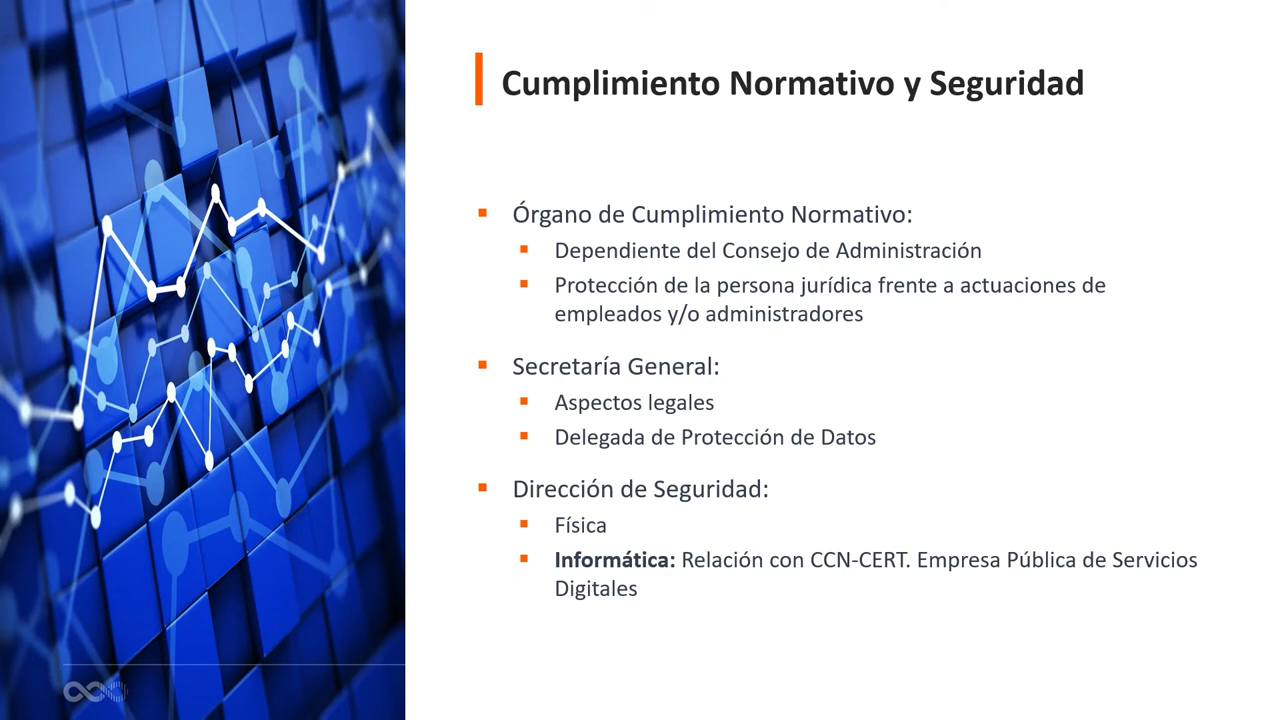 Cumplimiento Normativo y Seguridad
Órgano de Cumplimiento Normativo:
Dependiente del Consejo de Administración
Protección de la persona jurídica frente a actuaciones de
empleados y/o administradores
Secretaría General:
Aspectos legales
Delegada de Protección de Datos
Dirección de Seguridad:
Física
Informática: Relación con CCN-CERT. Empresa Pública de Servicios
Digitales